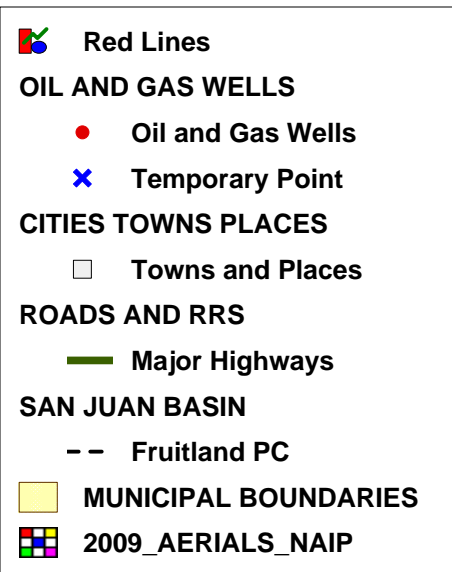 Red Lines
OIL AND GAS WELLS
Oil and Gas Wells
Temporary Point
CITIES TOWNS PLACES
Towns and Places
ROADS AND RRS
Major Highways
SAN JUAN BASIN
Fruitland PC
MUNICIPAL BOUNDARIES
2009_AERIALS_NAIP